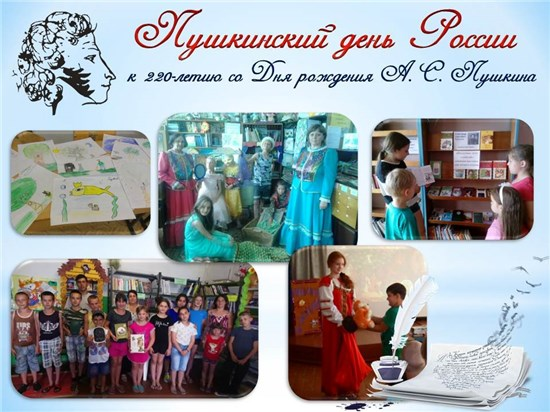 Пушкинский день России
к 220-летию со Дня рождения А. С. Пушкина